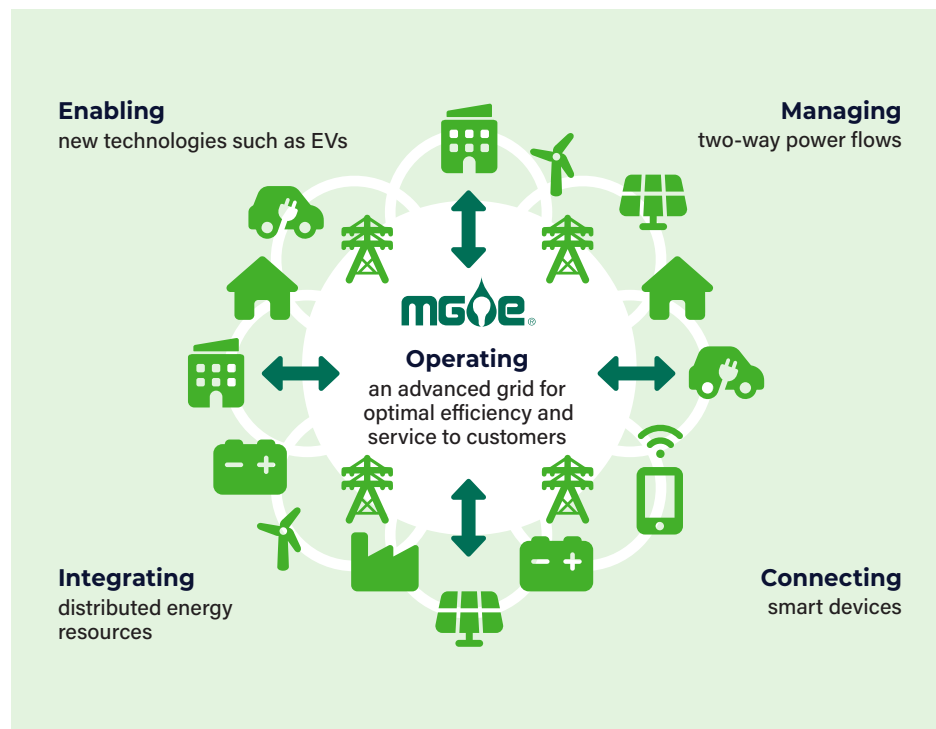 Enabling
new technologies such as EVs
Managing
two-way power flows
mge®
Operating
an advanced grid for
optimal efficiency and
service to customers
Integrating
distributed energy
resources
Connecting
smart devices